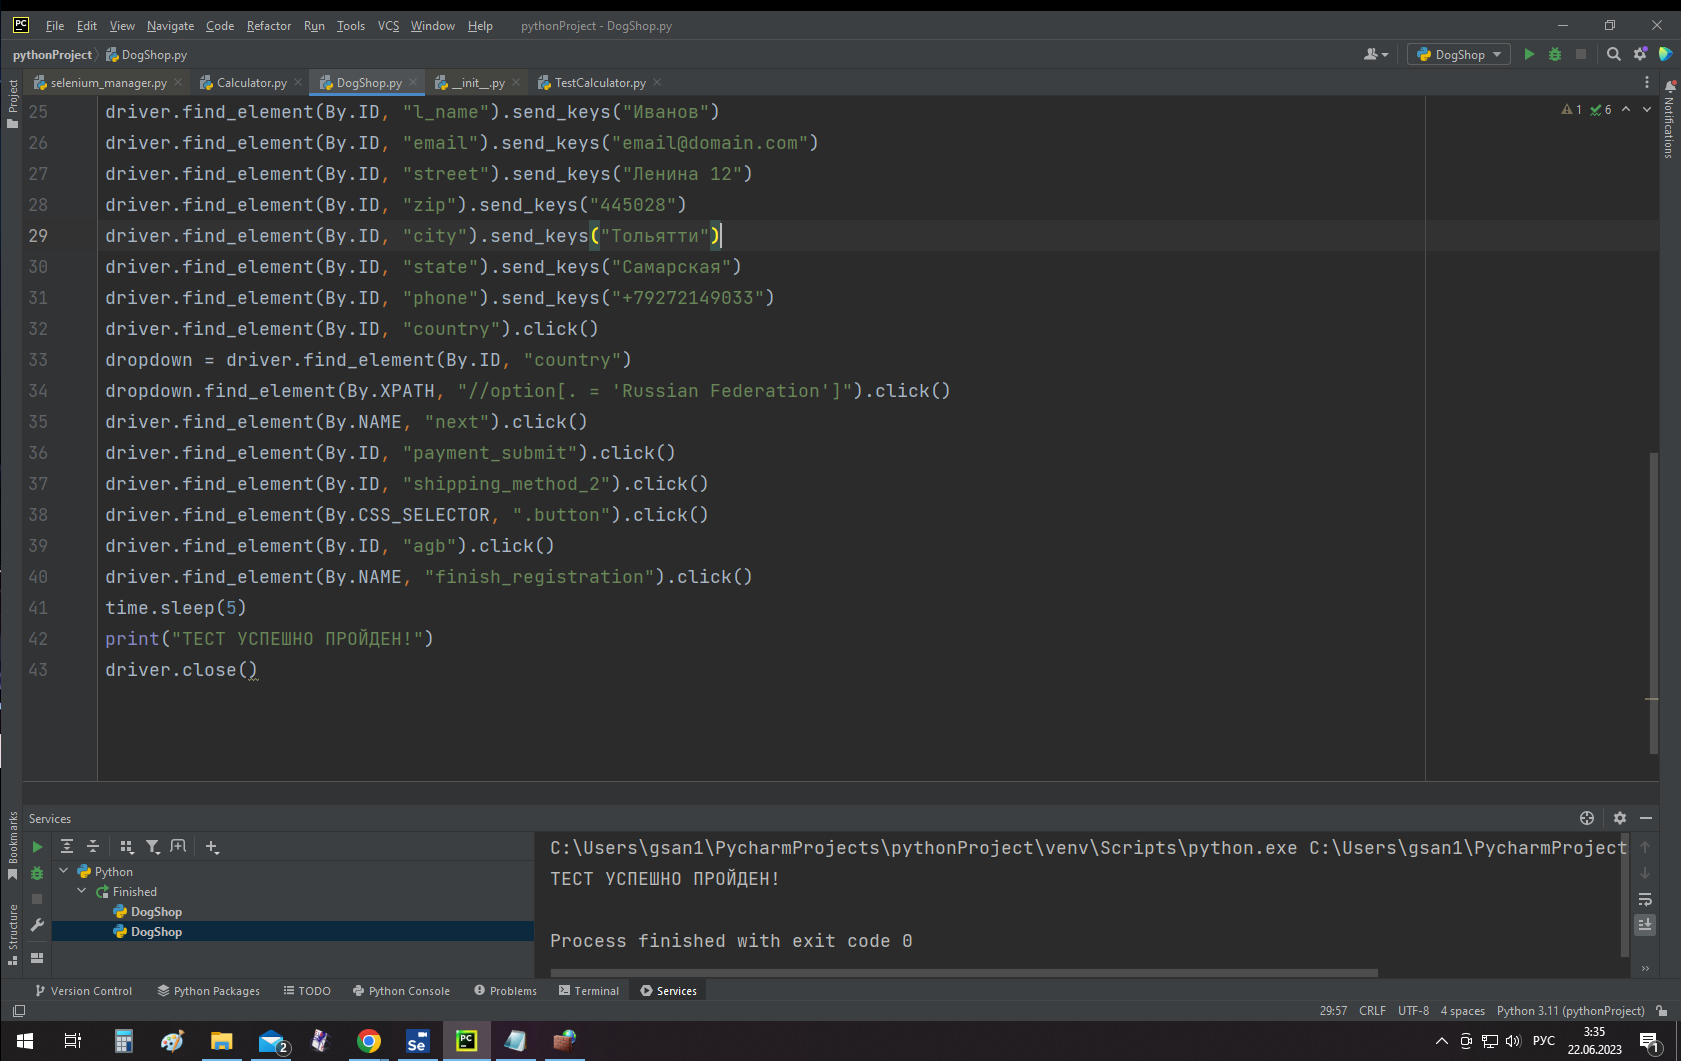 PC File Edit View Navigate Code Refactor Run Tools VCS Window Help pythonProject - DogShop.py
pythonProject DogShop.py DogShop
selenium_manager.py Calculator.py DogShop.py __init__.py TestCalculator.py
Project
Notifications
1 6
25 driver.find_element(By.ID, "l_name").send_keys("Иванов")
26 driver.find_element(By.ID, "email").send_keys("email@domain.com")
27 driver.find_element(By.ID, "street").send_keys("Ленина 12")
28 driver.find_element(By.ID, "zip").send_keys("445028")
29 driver.find_element(By.ID, "city").send_keys("Тольятти")
30 driver.find_element(By.ID, "state").send_keys("Самарская")
31 driver.find_element(By.ID, "phone").send_keys("+79272149033")
32 driver.find_element(By.ID, "country").click()
33 dropdown = driver.find_element(By.ID, "country")
34 dropdown.find_element(By.XPATH, "//option[. = 'Russian Federation']").click()
35 driver.find_element(By.NAME, "next").click()
36 driver.find_element(By.ID, "payment_submit").click()
37 driver.find_element(By.ID, "shipping_method_2").click()
38 driver.find_element(By.CSS_SELECTOR, ".button").click()
39 driver.find_element(By.ID, "agb").click()
40 driver.find_element(By.NAME, "finish_registration").click()
41 time.sleep(5)
42 print("ТЕСТ УСПЕШНО ПРОЙДЕН!")
43 driver.close()
Services
Bookmarks
Structure
Python
Finished
DogShop
DogShop
C:\Users\gsan1\PycharmProjects\pythonProject\venv\Scripts\python.exe C:\Users\gsan1\PycharmProject
ТЕСТ УСПЕШНО ПРОЙДЕН!
Process finished with exit code 0
Version Control Python Packages TODO Python Console Problems Terminal Services
29:57 CRLF UTF-8 4 spaces Python 3.11 (pythonProject)
2 Se PC РУС 3:35 1
22.06.2023